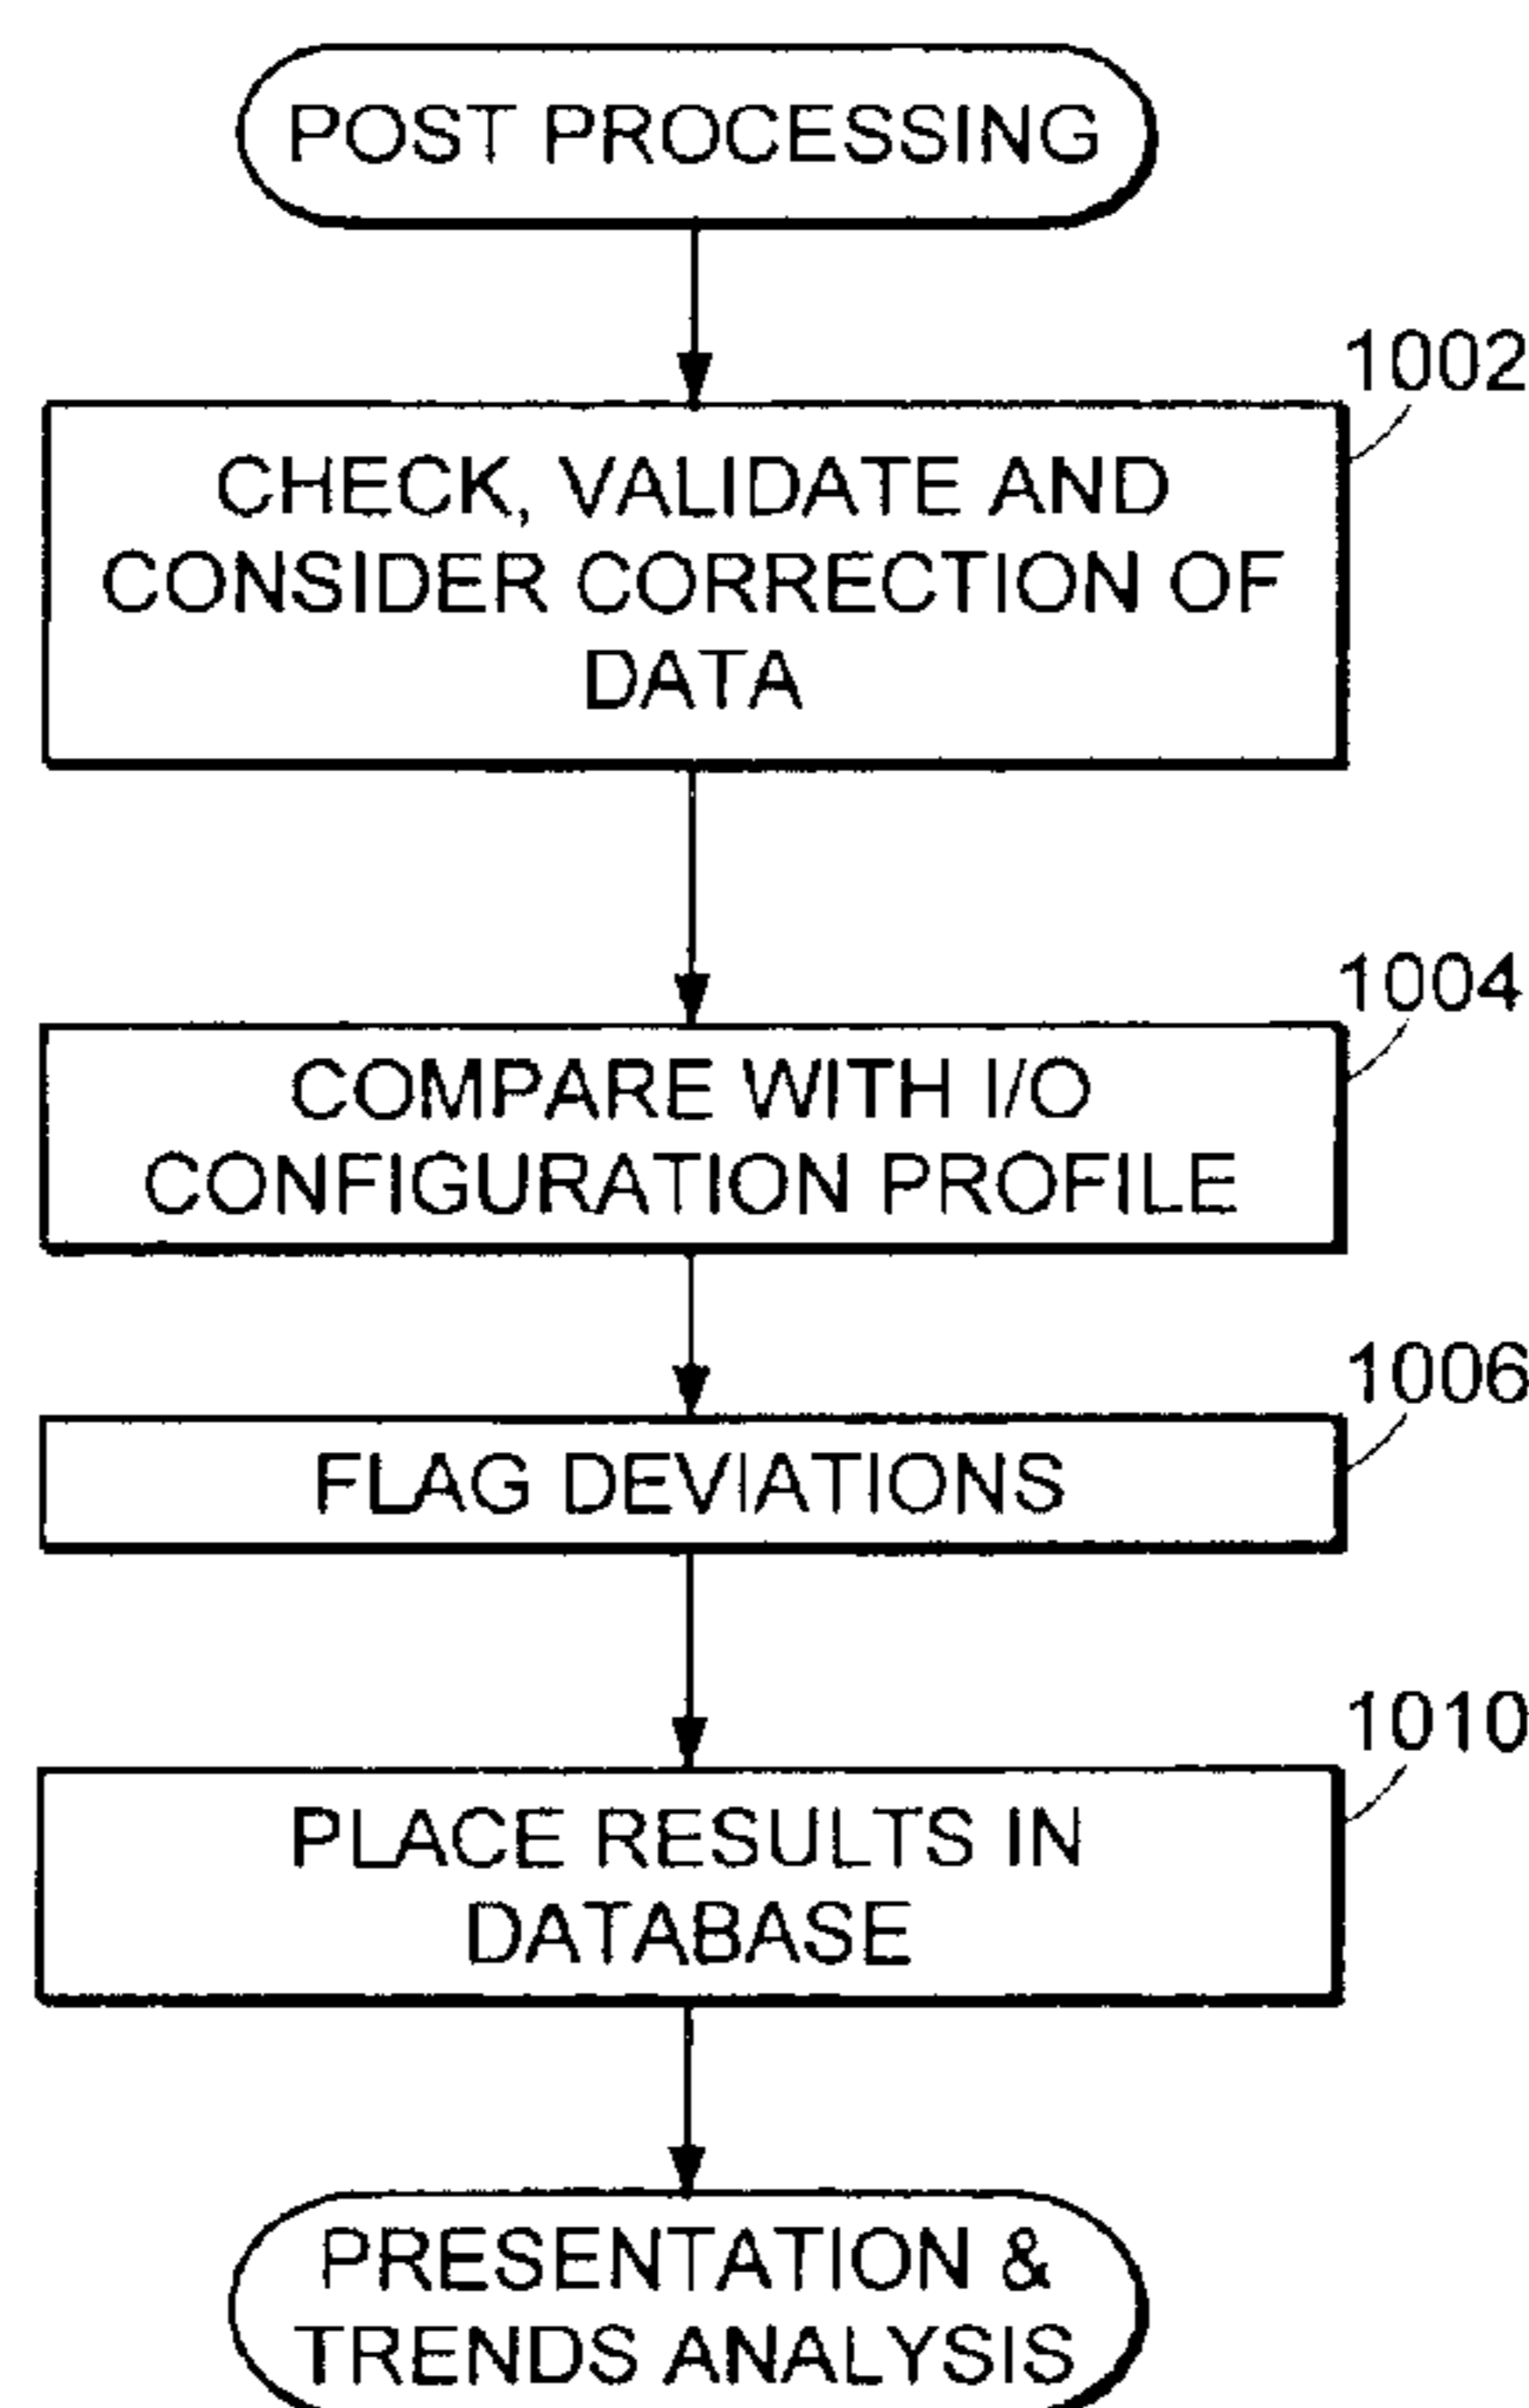 POST PROCESSING
1002
CHECK, VALIDATE AND
CONSIDER CORRECTION OF
DATA
1004
COMPARE WITH I/O
CONFIGURATION PROFILE
1006
FLAG DEVIATIONS
1010
PLACE RESULTS IN
DATABASE
PRESENTATION &
TRENDS ANALYSIS